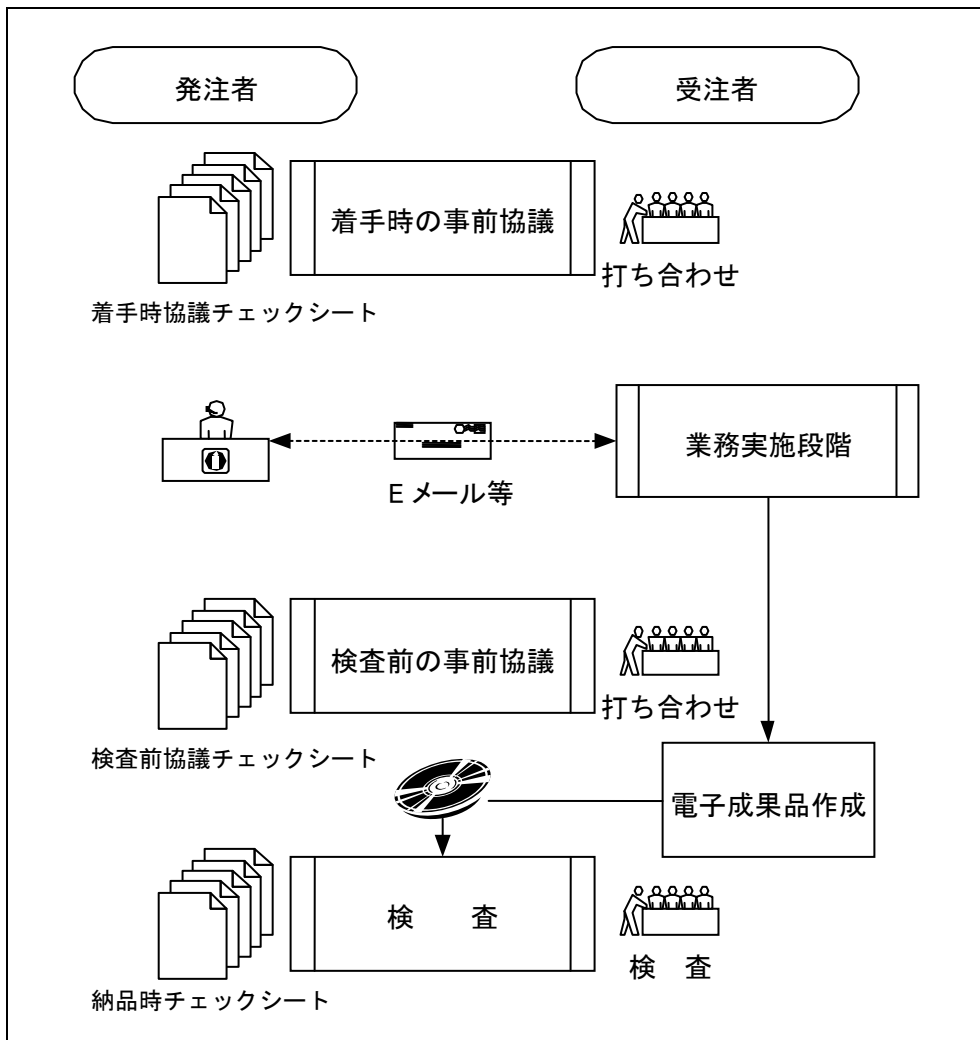 発注者
受注者
着手時の事前協議
打ち合わせ
着手時協議チェックシート
業務実施段階
Eメール等
検査前の事前協議
打ち合わせ
検査前協議チェックシート
電子成果品作成
検　査
検　査
納品時チェックシート